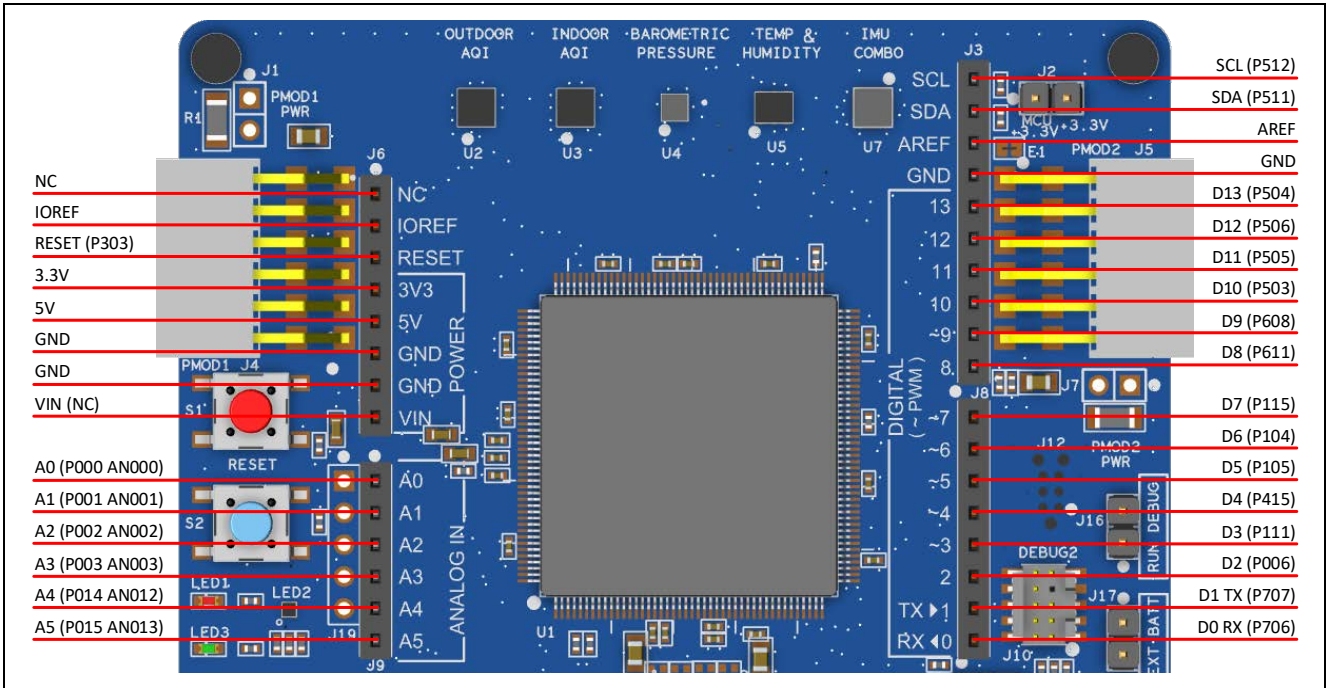 OUTDOOR AQI
INDOOR AQI
BAROMETRIC PRESSURE
TEMP & HUMIDITY
IMU COMBO
U2
U3
U4
U5
U7
J1
PMOD1 PWR
R1
J6
NC
IOREF
RESET (P303)
3.3V
5V
GND
GND
VIN (NC)
A0 (P000 AN000)
A1 (P001 AN001)
A2 (P002 AN002)
A3 (P003 AN003)
A4 (P014 AN012)
A5 (P015 AN013)
NC
IOREF
RESET
3V3
5V
GND
GND
VIN
POWER
A0
A1
A2
A3
A4
A5
ANALOG IN
PMOD1 J4
S1
RESET
S2
LED1
LED2
LED3
J19
J9
U1
J3
SCL
SDA
AREF
GND
13
12
11
10
~9
8
DIGITAL
(~PWM)
J8
~7
~6
~5
~4
~3
2
TX▶1
RX◀0
J2
MCU
+3.3V
+3.3V
E1
PMOD2 J5
J7
PMOD2
PWR
J12
J16
RUN DEBUG
DEBUG2
J17
EXT BATT
J10
SCL (P512)
SDA (P511)
AREF
GND
D13 (P504)
D12 (P506)
D11 (P505)
D10 (P503)
D9 (P608)
D8 (P611)
D7 (P115)
D6 (P104)
D5 (P105)
D4 (P415)
D3 (P111)
D2 (P006)
D1 TX (P707)
D0 RX (P706)